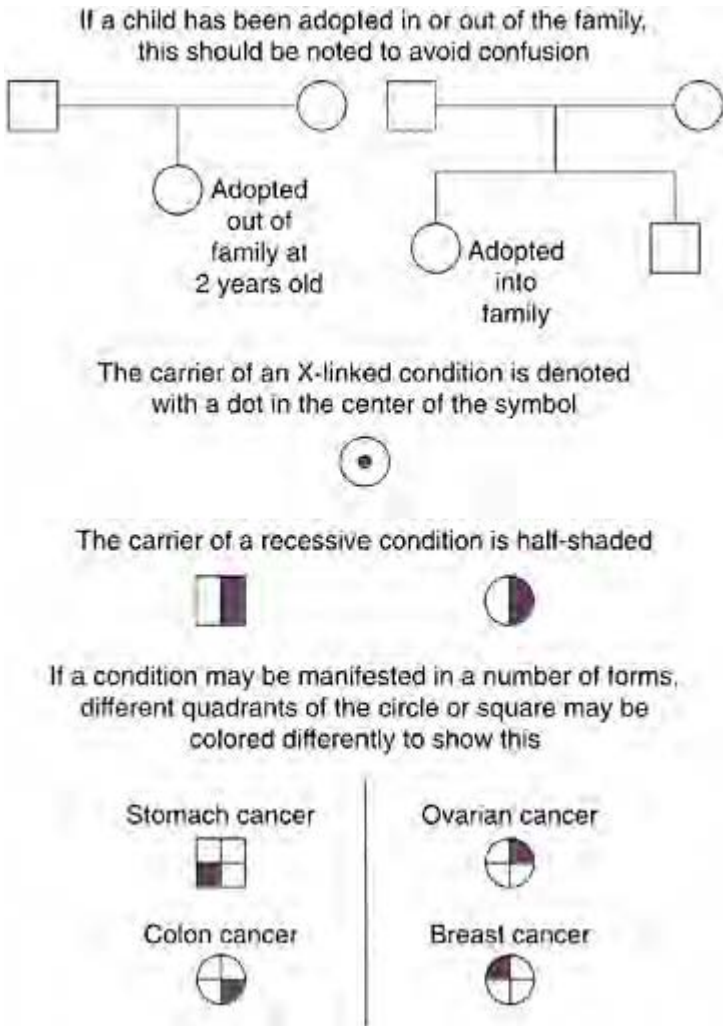 If a child has been adopted in or out of the family,
this should be noted to avoid confusion
Adopted
out of
family at
2 years old
Adopted
into
family
The carrier of an X-linked condition is denoted
with a dot in the center of the symbol
The carrier of a recessive condition is half-shaded
If a condition may be manifested in a number of forms,
different quadrants of the circle or square may be
colored differently to show this
Stomach cancer
Ovarian cancer
Colon cancer
Breast cancer